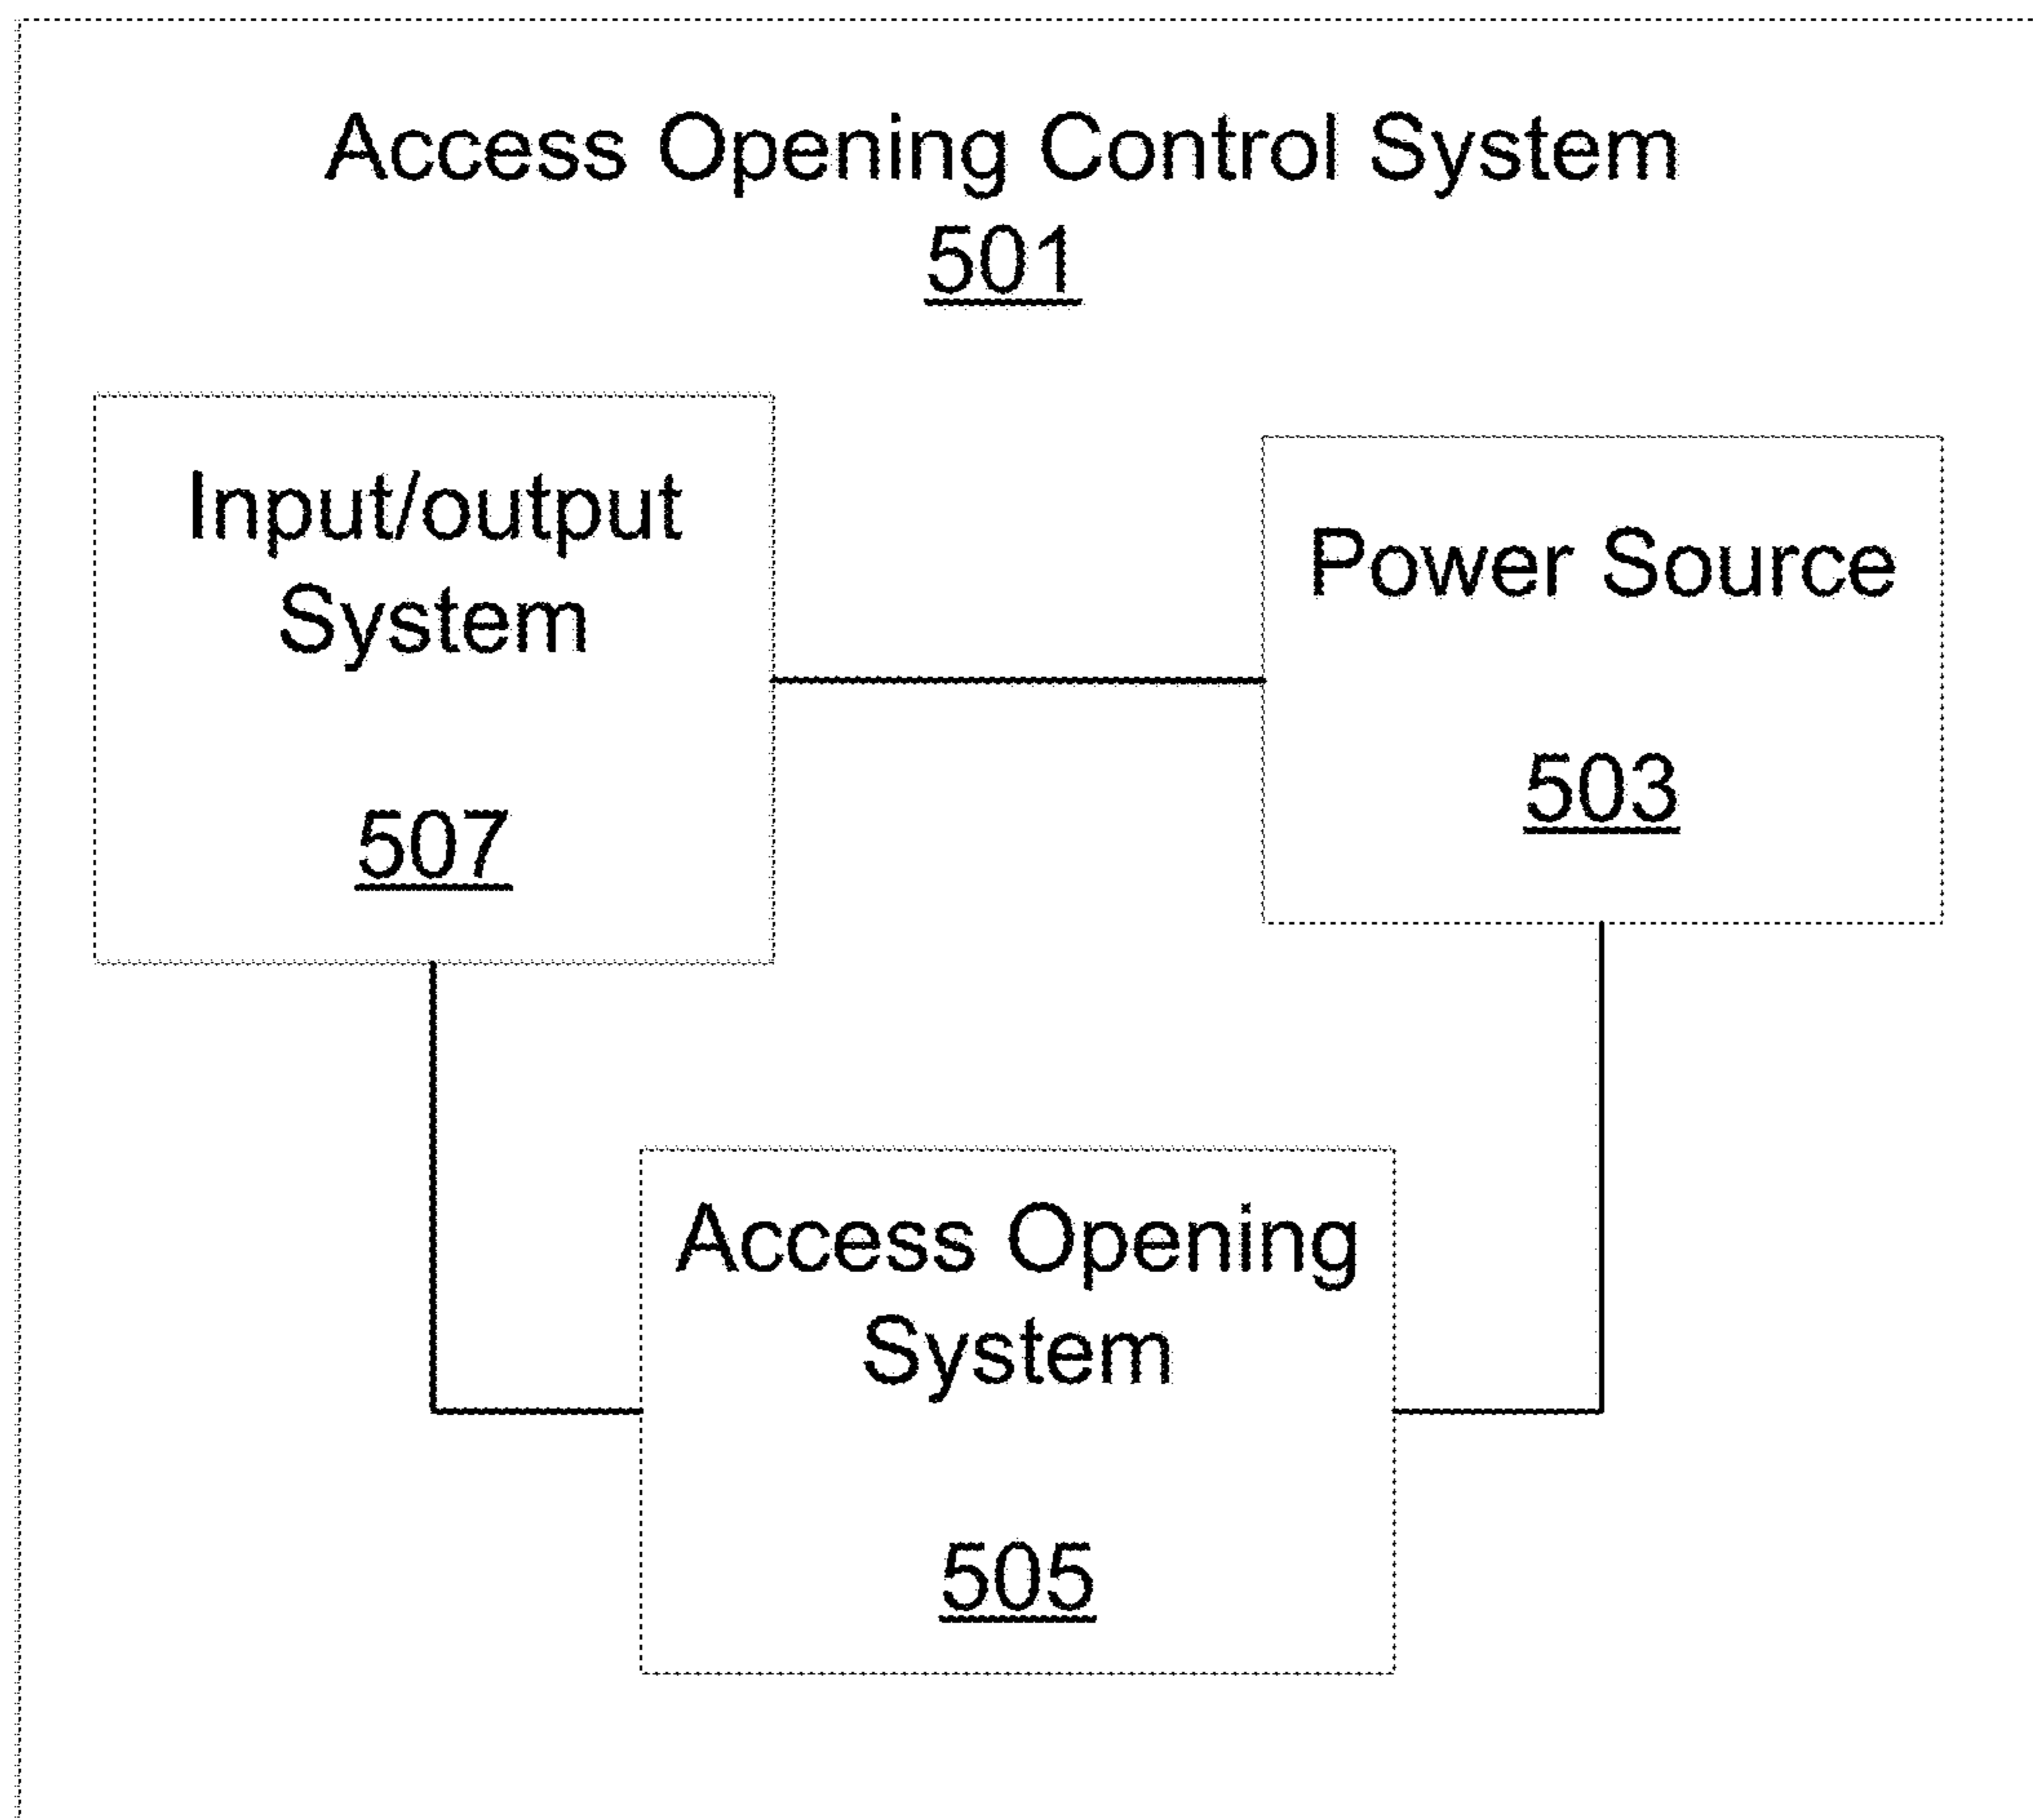 Access Opening Control System
501
Input/output
System
507
Power Source
503
Access Opening
System
505